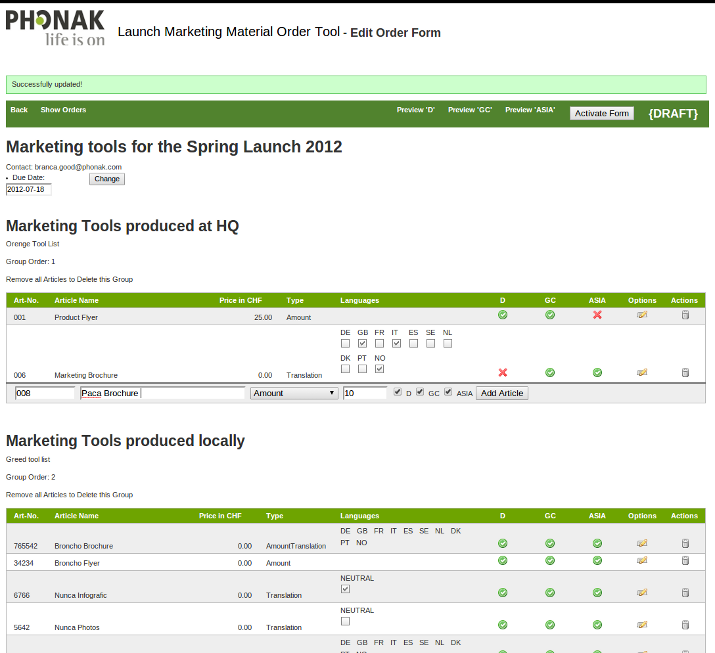 PHONAK
life is on
Launch Marketing Material Order Tool - Edit Order Form
Successfully updated!
Back Show Orders Preview 'D' Preview 'GC' Preview 'ASIA' Activate Form {DRAFT}
Marketing tools for the Spring Launch 2012
Contact: branca.good@phonak.com
• Due Date: Change
2012-07-18
Marketing Tools produced at HQ
Orenge Tool List
Group Order: 1
Remove all Articles to Delete this Group
Art-No. Article Name Price in CHF Type Languages D GC ASIA Options Actions
001 Product Flyer 25.00 Amount
DE GB FR IT ES SE NL
DK PT NO
006 Marketing Brochure 0.00 Translation
008 Paca Brochure Amount 10 D GC ASIA Add Article
Marketing Tools produced locally
Greed tool list
Group Order: 2
Remove all Articles to Delete this Group
Art-No. Article Name Price in CHF Type Languages D GC ASIA Options Actions
DE GB FR IT ES SE NL DK
PT NO
765542 Broncho Brochure 0.00 AmountTranslation
34234 Broncho Flyer 0.00 Amount
NEUTRAL
6766 Nunca Infografic 0.00 Translation
NEUTRAL
5642 Nunca Photos 0.00 Translation
DE GB FR IT ES SE NL DK